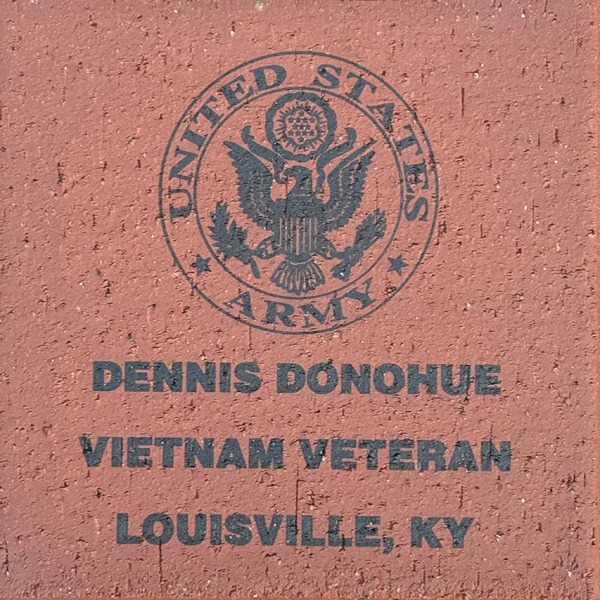 UNITED STATES
ARMY
DENNIS DONOHUE
VIETNAM VETERAN
LOUISVILLE, KY